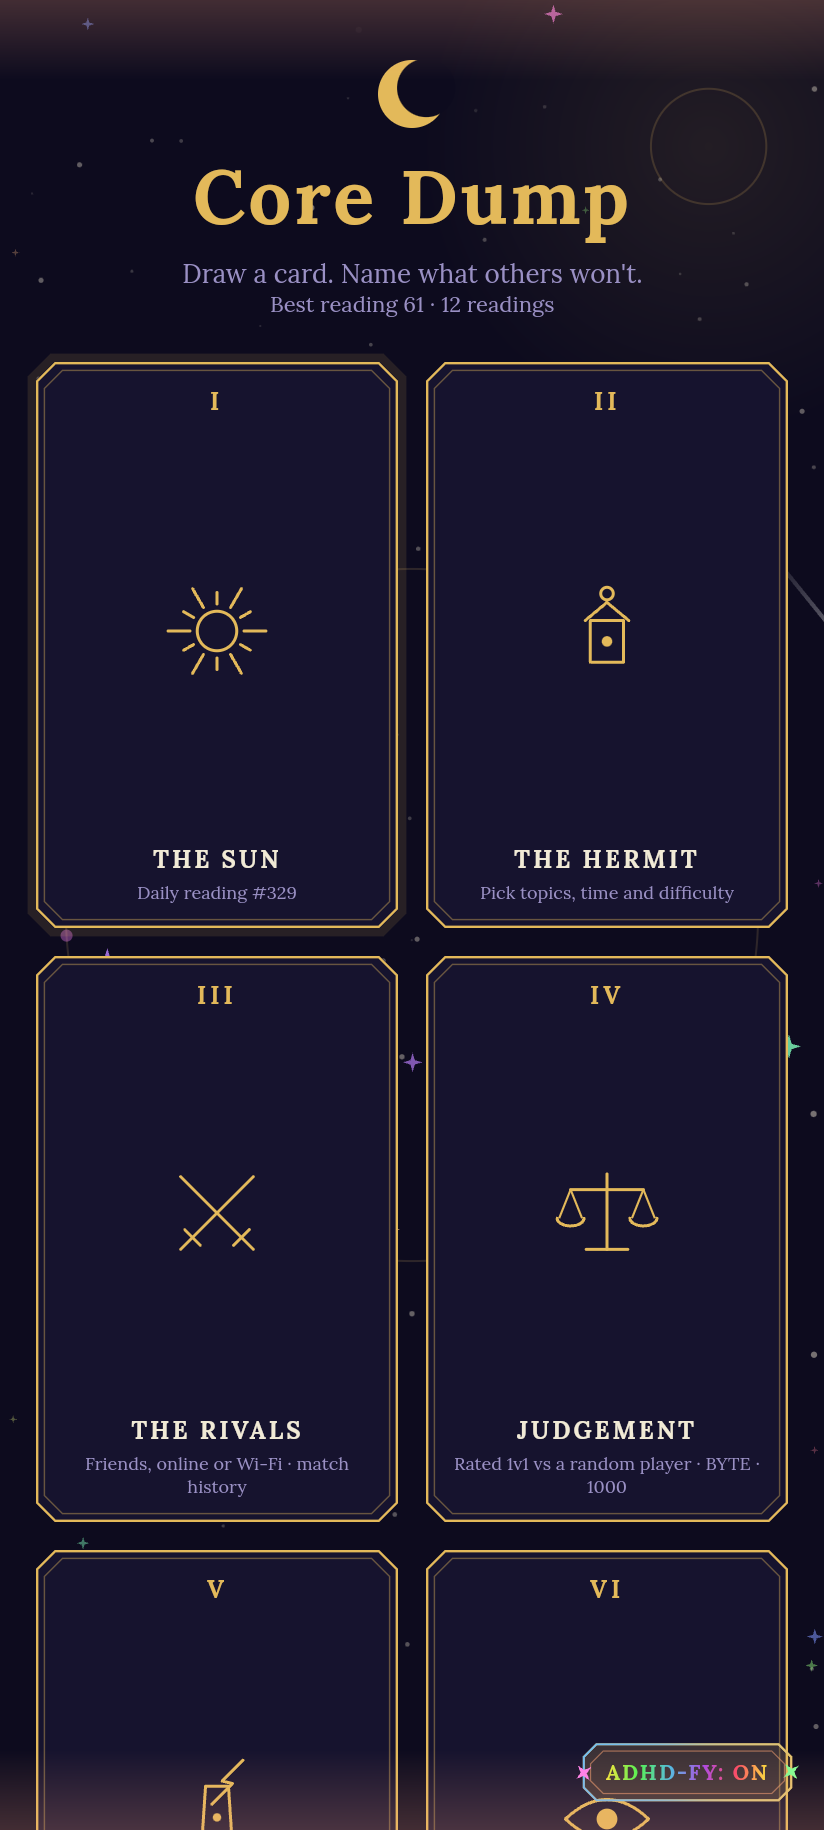 Core Dump
Draw a card. Name what others won't.
Best reading 61 · 12 readings
I
THE SUN
Daily reading #329
II
THE HERMIT
Pick topics, time and difficulty
III
THE RIVALS
Friends, online or Wi-Fi · match
history
IV
JUDGEMENT
Rated 1v1 vs a random player · BYTE ·
1000
V
VI
ADHD-FY: ON